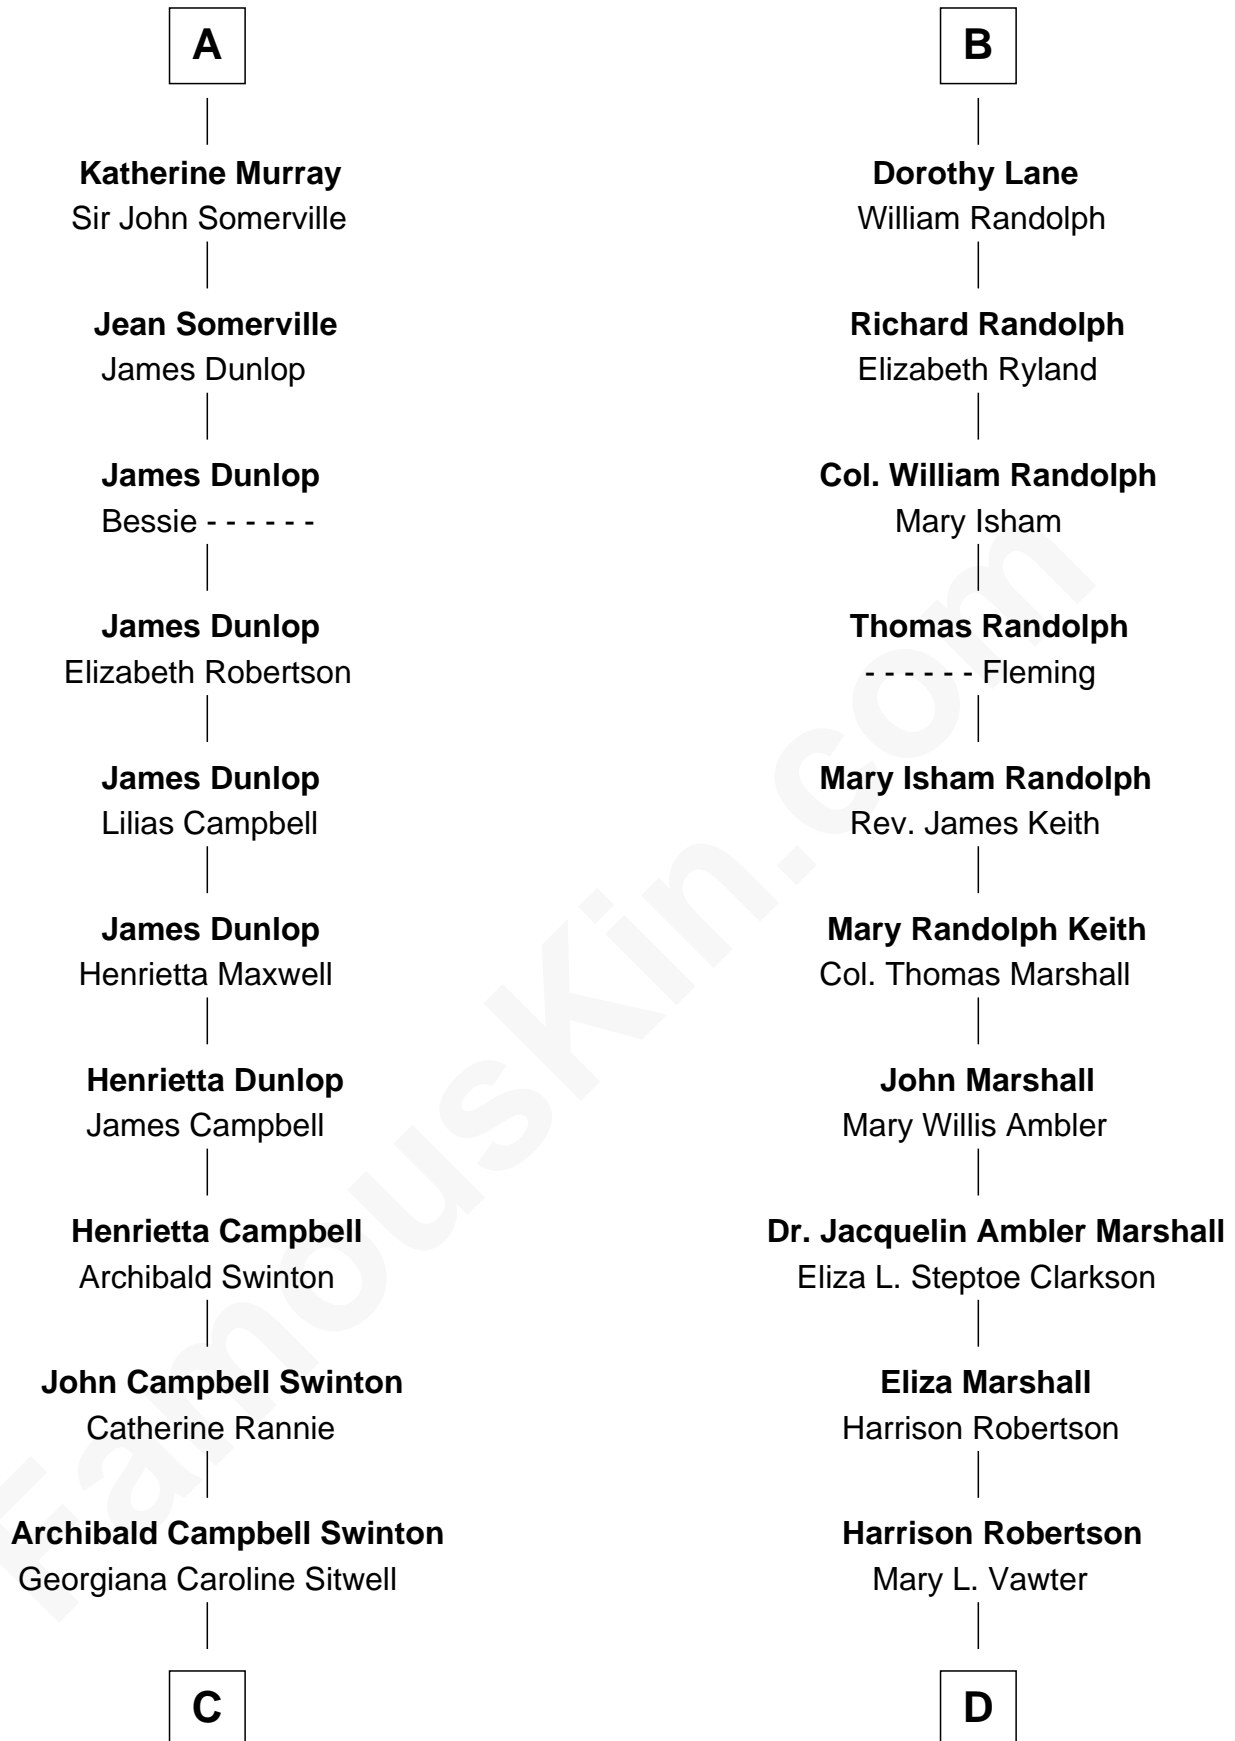 A
Katherine Murray
Sir John Somerville
Jean Somerville
James Dunlop
James Dunlop
Bessie - - - - - -
James Dunlop
Elizabeth Robertson
James Dunlop
Lilias Campbell
James Dunlop
Henrietta Maxwell
Henrietta Dunlop
James Campbell
Henrietta Campbell
Archibald Swinton
John Campbell Swinton
Catherine Rannie
Archibald Campbell Swinton
Georgiana Caroline Sitwell
C
B
Dorothy Lane
William Randolph
Richard Randolph
Elizabeth Ryland
Col. William Randolph
Mary Isham
Thomas Randolph
- - - - - - Fleming
Mary Isham Randolph
Rev. James Keith
Mary Randolph Keith
Col. Thomas Marshall
John Marshall
Mary Willis Ambler
Dr. Jacquelin Ambler Marshall
Eliza L. Steptoe Clarkson
Eliza Marshall
Harrison Robertson
Harrison Robertson
Mary L. Vawter
D
FamousKin.com